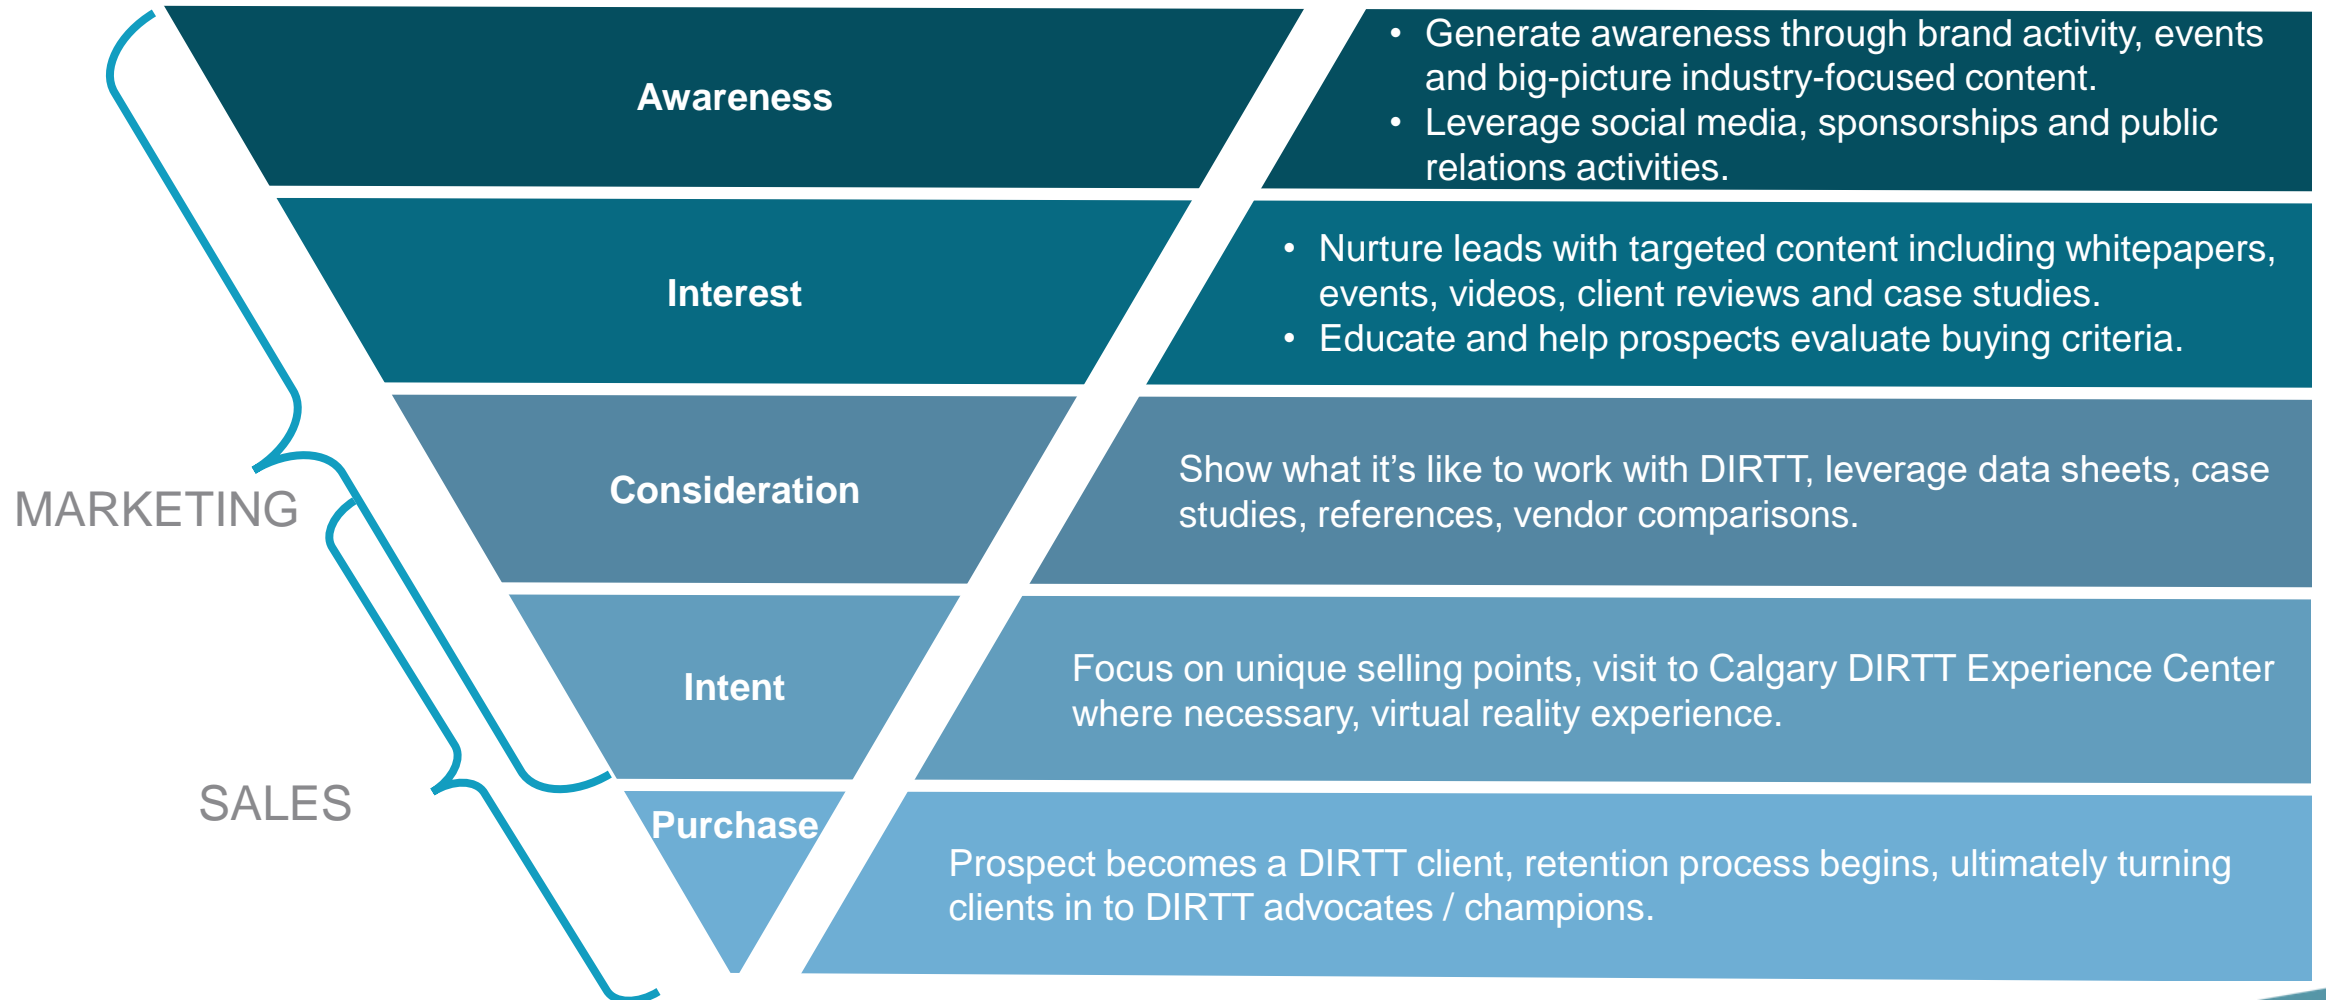 Awareness
• Generate awareness through brand activity, events
and big-picture industry-focused content.
• Leverage social media, sponsorships and public
relations activities.
Interest
• Nurture leads with targeted content including whitepapers,
events, videos, client reviews and case studies.
• Educate and help prospects evaluate buying criteria.
MARKETING
Consideration
Show what it’s like to work with DIRTT, leverage data sheets, case
studies, references, vendor comparisons.
Intent
Focus on unique selling points, visit to Calgary DIRTT Experience Center
where necessary, virtual reality experience.
SALES
Purchase
Prospect becomes a DIRTT client, retention process begins, ultimately turning
clients in to DIRTT advocates / champions.